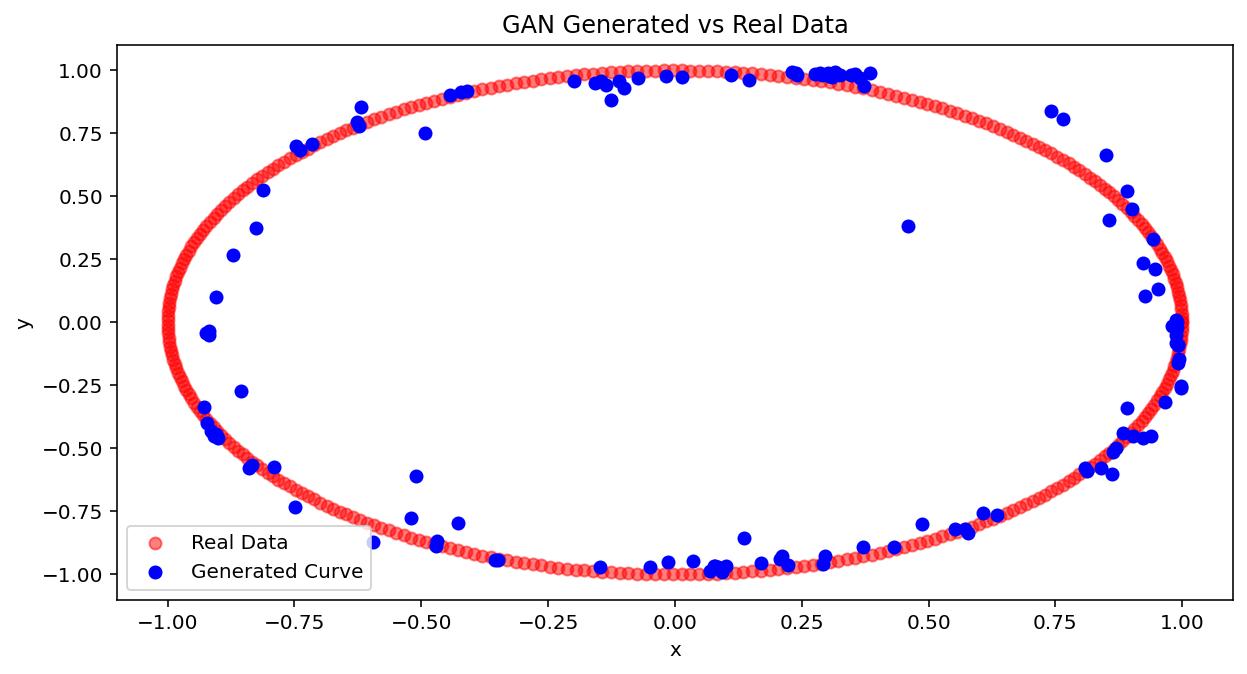 GAN Generated vs Real Data
1.00
0.75
0.50
0.25
0.00
−0.25
−0.50
−0.75
−1.00
y
Real Data
Generated Curve
−1.00 −0.75 −0.50 −0.25 0.00 0.25 0.50 0.75 1.00
x